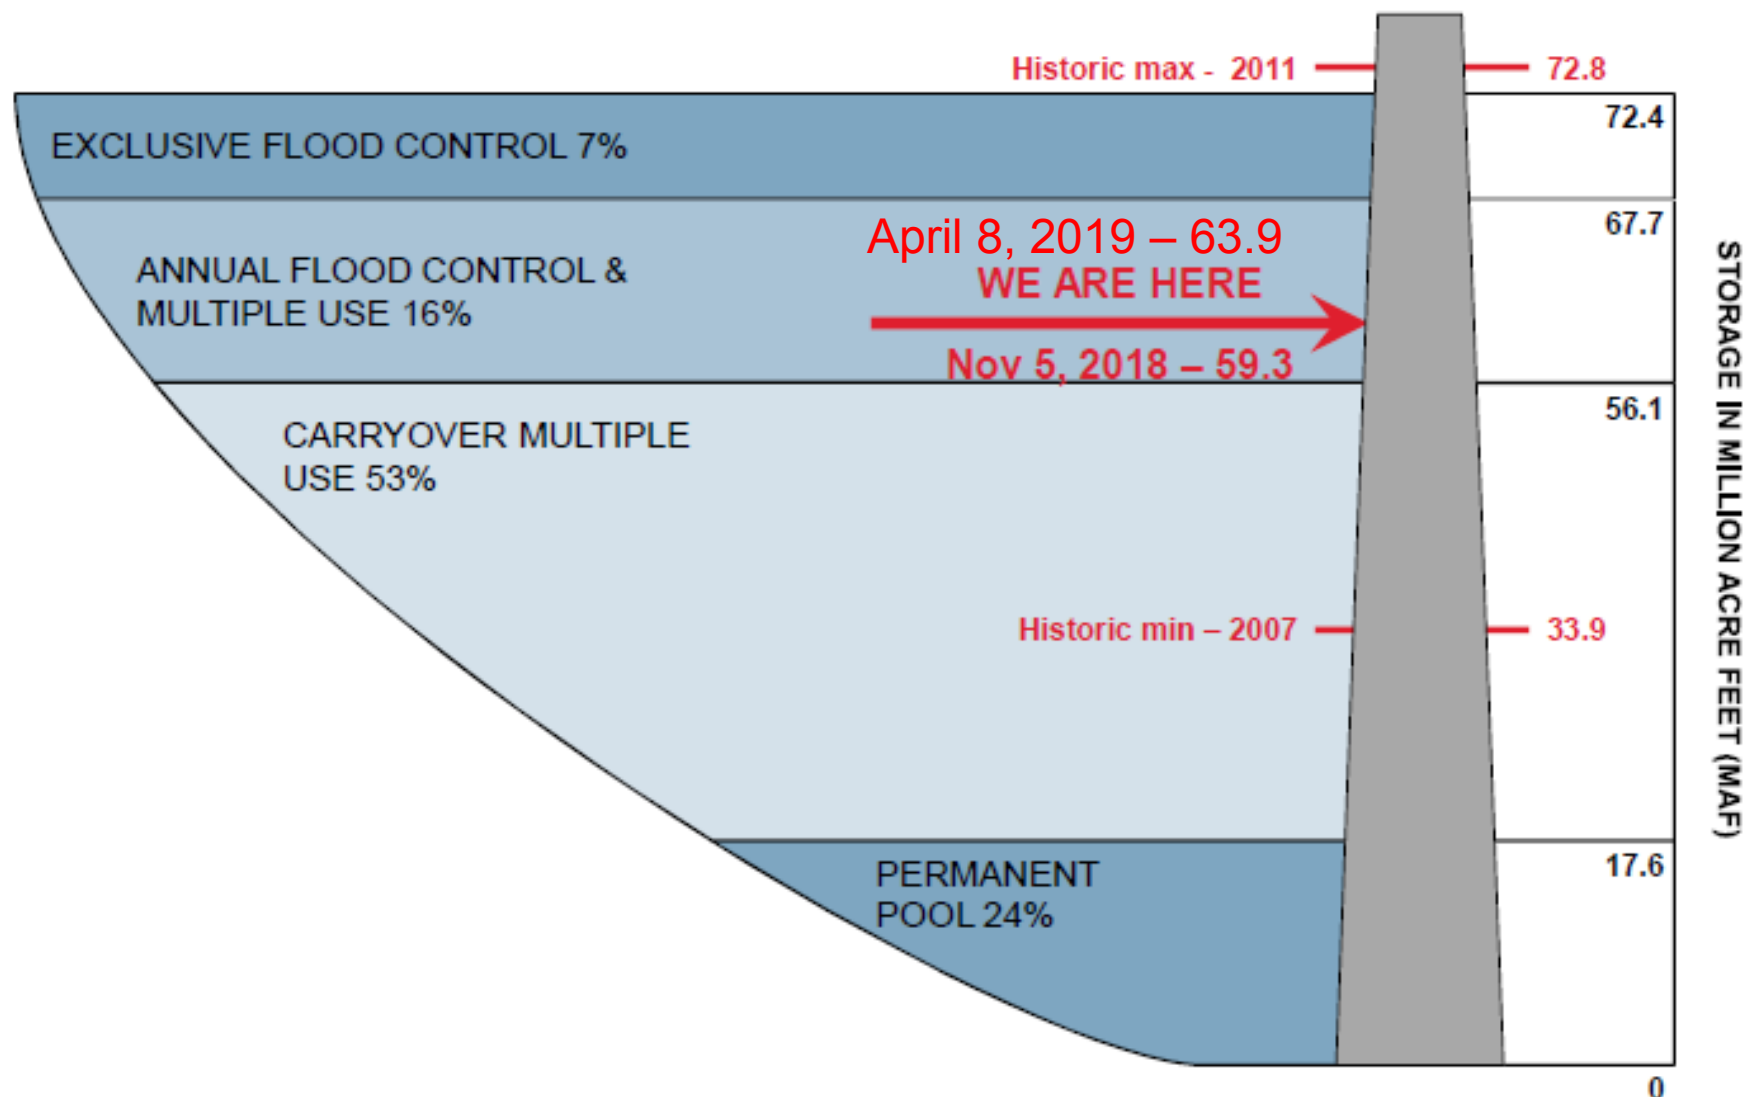 Historic max - 2011
72.8
72.4
EXCLUSIVE FLOOD CONTROL 7%
67.7
April 8, 2019 – 63.9
WE ARE HERE
ANNUAL FLOOD CONTROL &
MULTIPLE USE 16%
Nov 5, 2018 – 59.3
56.1
CARRYOVER MULTIPLE
USE 53%
Historic min – 2007
33.9
17.6
PERMANENT
POOL 24%
0
STORAGE IN MILLION ACRE FEET (MAF)